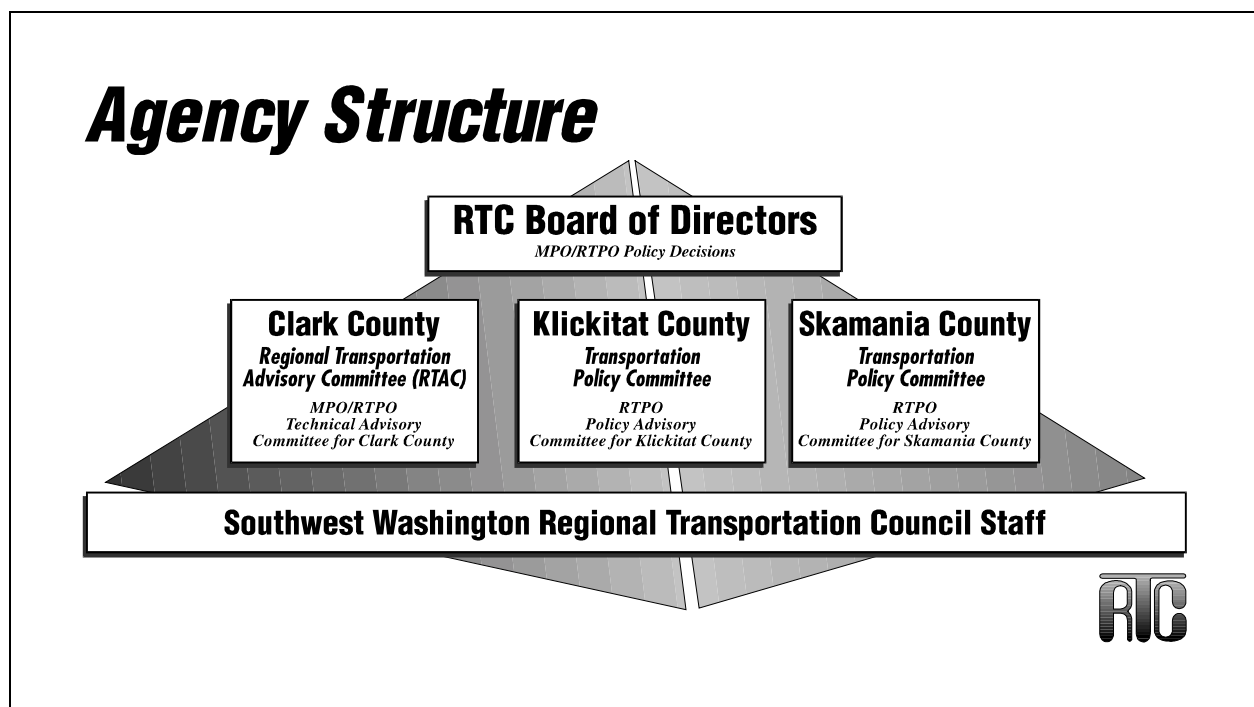 Agency Structure
RTC Board of Directors
MPO/RTPO Policy Decisions
Clark County
Regional Transportation
Advisory Committee (RTAC)
MPO/RTPO
Technical Advisory
Committee for Clark County
Klickitat County
Transportation
Policy Committee
RTPO
Policy Advisory
Committee for Klickitat County
Skamania County
Transportation
Policy Committee
RTPO
Policy Advisory
Committee for Skamania County
Southwest Washington Regional Transportation Council Staff
RTC